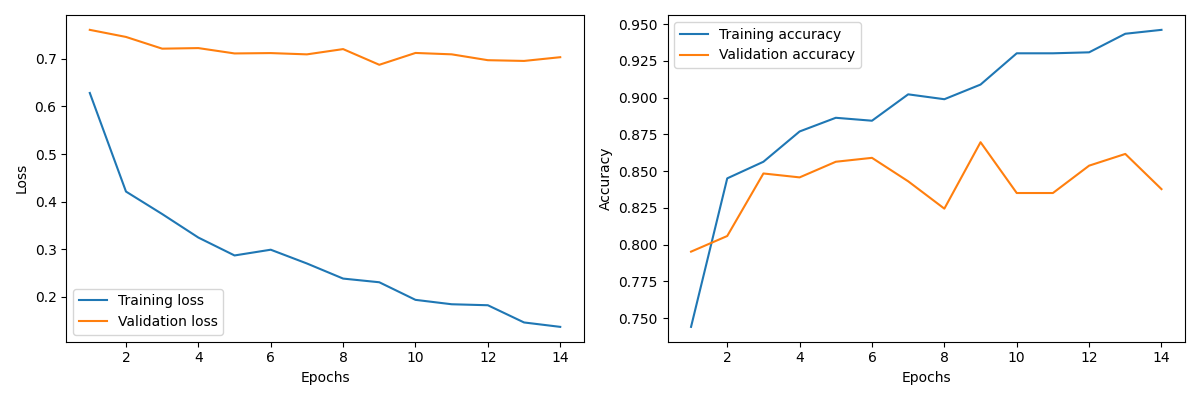 0.7
0.6
0.5
0.4
0.3
0.2
Loss
Training loss
Validation loss
2 4 6 8 10 12 14
Epochs
0.950
0.925
0.900
0.875
0.850
0.825
0.800
0.775
0.750
Accuracy
Training accuracy
Validation accuracy
2 4 6 8 10 12 14
Epochs